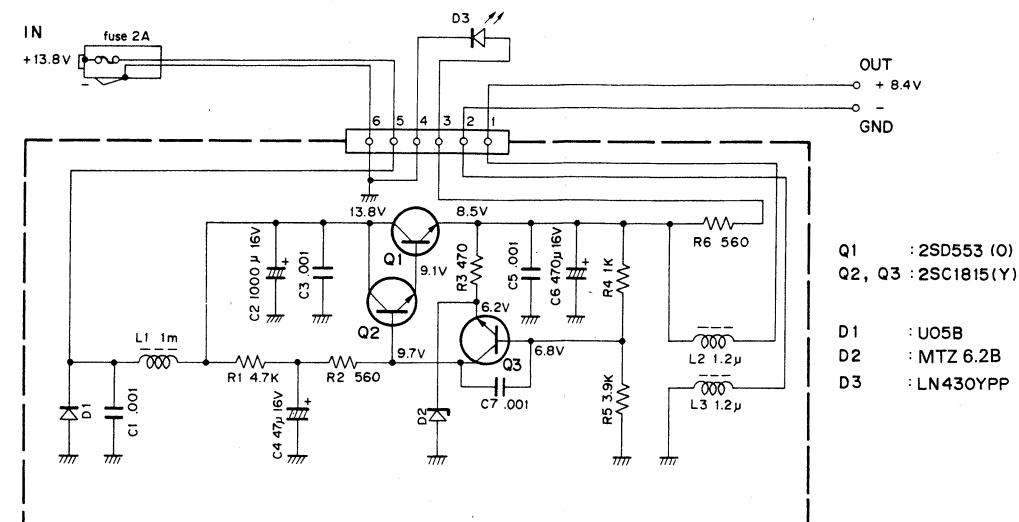 IN
+13.8V
fuse 2A
-
D3
OUT
+ 8.4V
-
GND
6 5 4 3 2 1
13.8V
8.5V
Q1
9.1V
Q2
9.7V
C2 1000μ 16V
+
C3 .001
R3 470
C5 .001
C6 470μ 16V
+
R4 1K
R6 560
6.2V
Q3
6.8V
L1 1m
R1 4.7K
R2 560
C7 .001
L2 1.2μ
L3 1.2μ
D1
C1 .001
C4 47μ 16V
+
D2
R5 3.9K
Q1 : 2SD553 (O)
Q2, Q3 : 2SC1815(Y)
D1 : U05B
D2 : MTZ 6.2B
D3 : LN430YPP